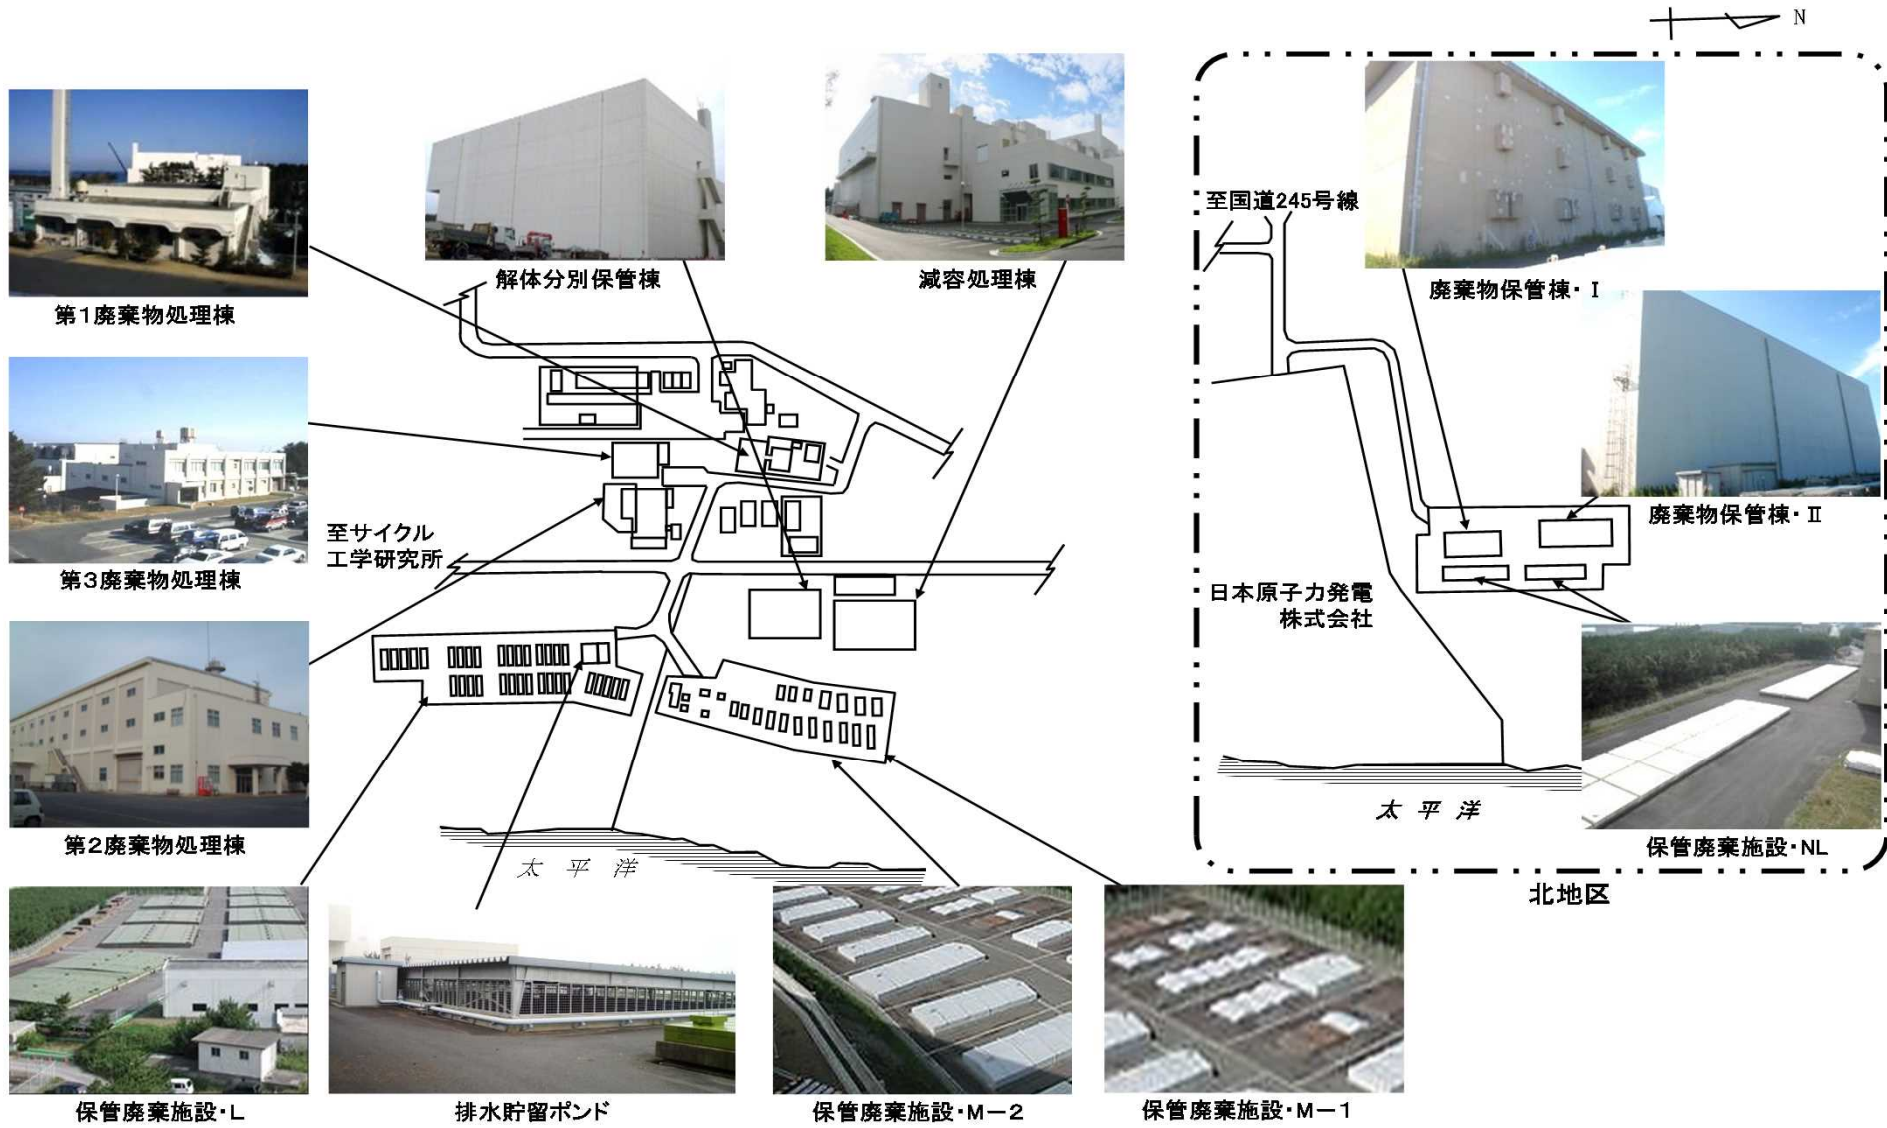 N
至国道245号線
解体分別保管棟
減容処理棟
廃棄物保管棟・Ⅰ
第1廃棄物処理棟
廃棄物保管棟・Ⅱ
至サイクル
工学研究所
第3廃棄物処理棟
日本原子力発電
株式会社
太平洋
第2廃棄物処理棟
保管廃棄施設・NL
太平洋
北地区
保管廃棄施設・L
排水貯留ポンド
保管廃棄施設・M－2
保管廃棄施設・M－1